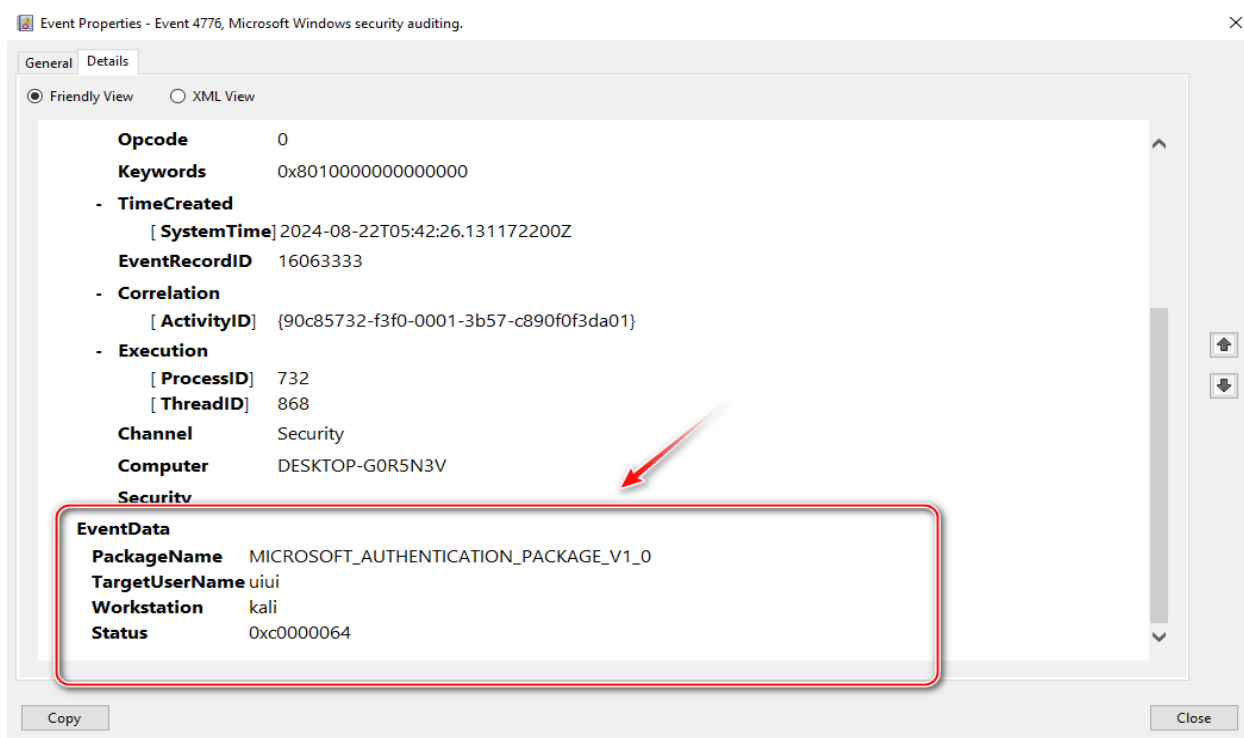 Event Properties - Event 4776, Microsoft Windows security auditing.
General Details
Friendly View XML View
Opcode 0
Keywords 0x8010000000000000
- TimeCreated
[ SystemTime] 2024-08-22T05:42:26.131172200Z
EventRecordID 16063333
- Correlation
[ ActivityID] {90c85732-f3f0-0001-3b57-c890f0f3da01}
- Execution
[ ProcessID] 732
[ ThreadID] 868
Channel Security
Computer DESKTOP-G0R5N3V
Security
EventData
PackageName MICROSOFT_AUTHENTICATION_PACKAGE_V1_0
TargetUserName uiui
Workstation kali
Status 0xc0000064
Copy Close